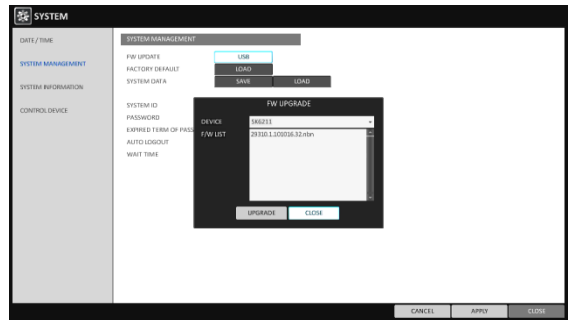 SYSTEM
DATE / TIME
SYSTEM MANAGEMENT
SYSTEM INFORMATION
CONTROL DEVICE
SYSTEM MANAGEMENT
FW UPDATE USB
FACTORY DEFAULT LOAD
SYSTEM DATA SAVE LOAD
SYSTEM ID
PASSWORD
EXPIRED TERM OF PASS
AUTO LOGOUT
WAIT TIME
FW UPGRADE
DEVICE SK6211
F/W LIST 29310.1.101016.32.nbn
UPGRADE CLOSE
CANCEL APPLY CLOSE